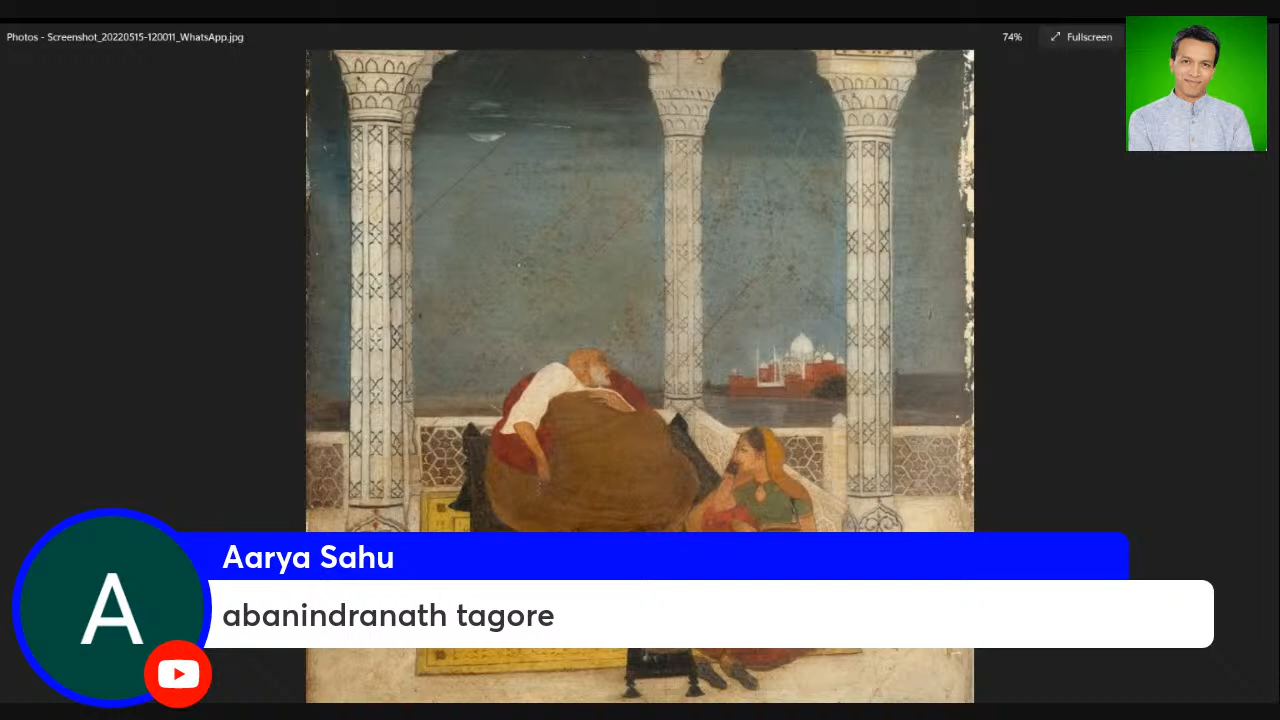 Photos - Screenshot_20220515-120011_WhatsApp.jpg
74%
Fullscreen
A
Aarya Sahu
abanindranath tagore